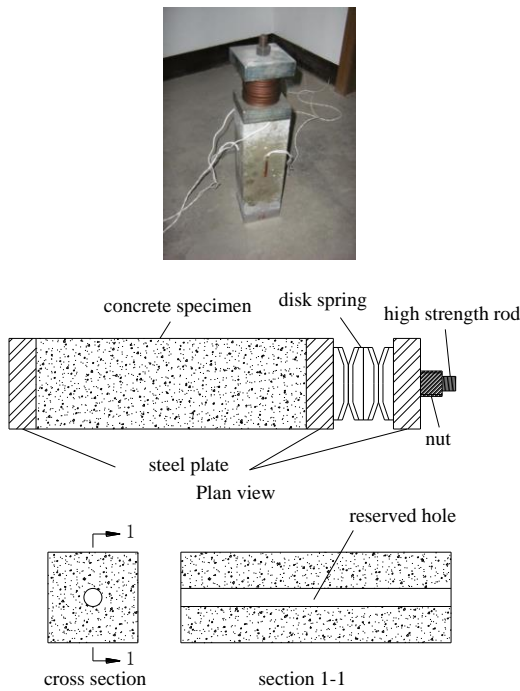 concrete specimen
disk spring
high strength rod
nut
steel plate
Plan view
reserved hole
1
1
cross section
section 1-1